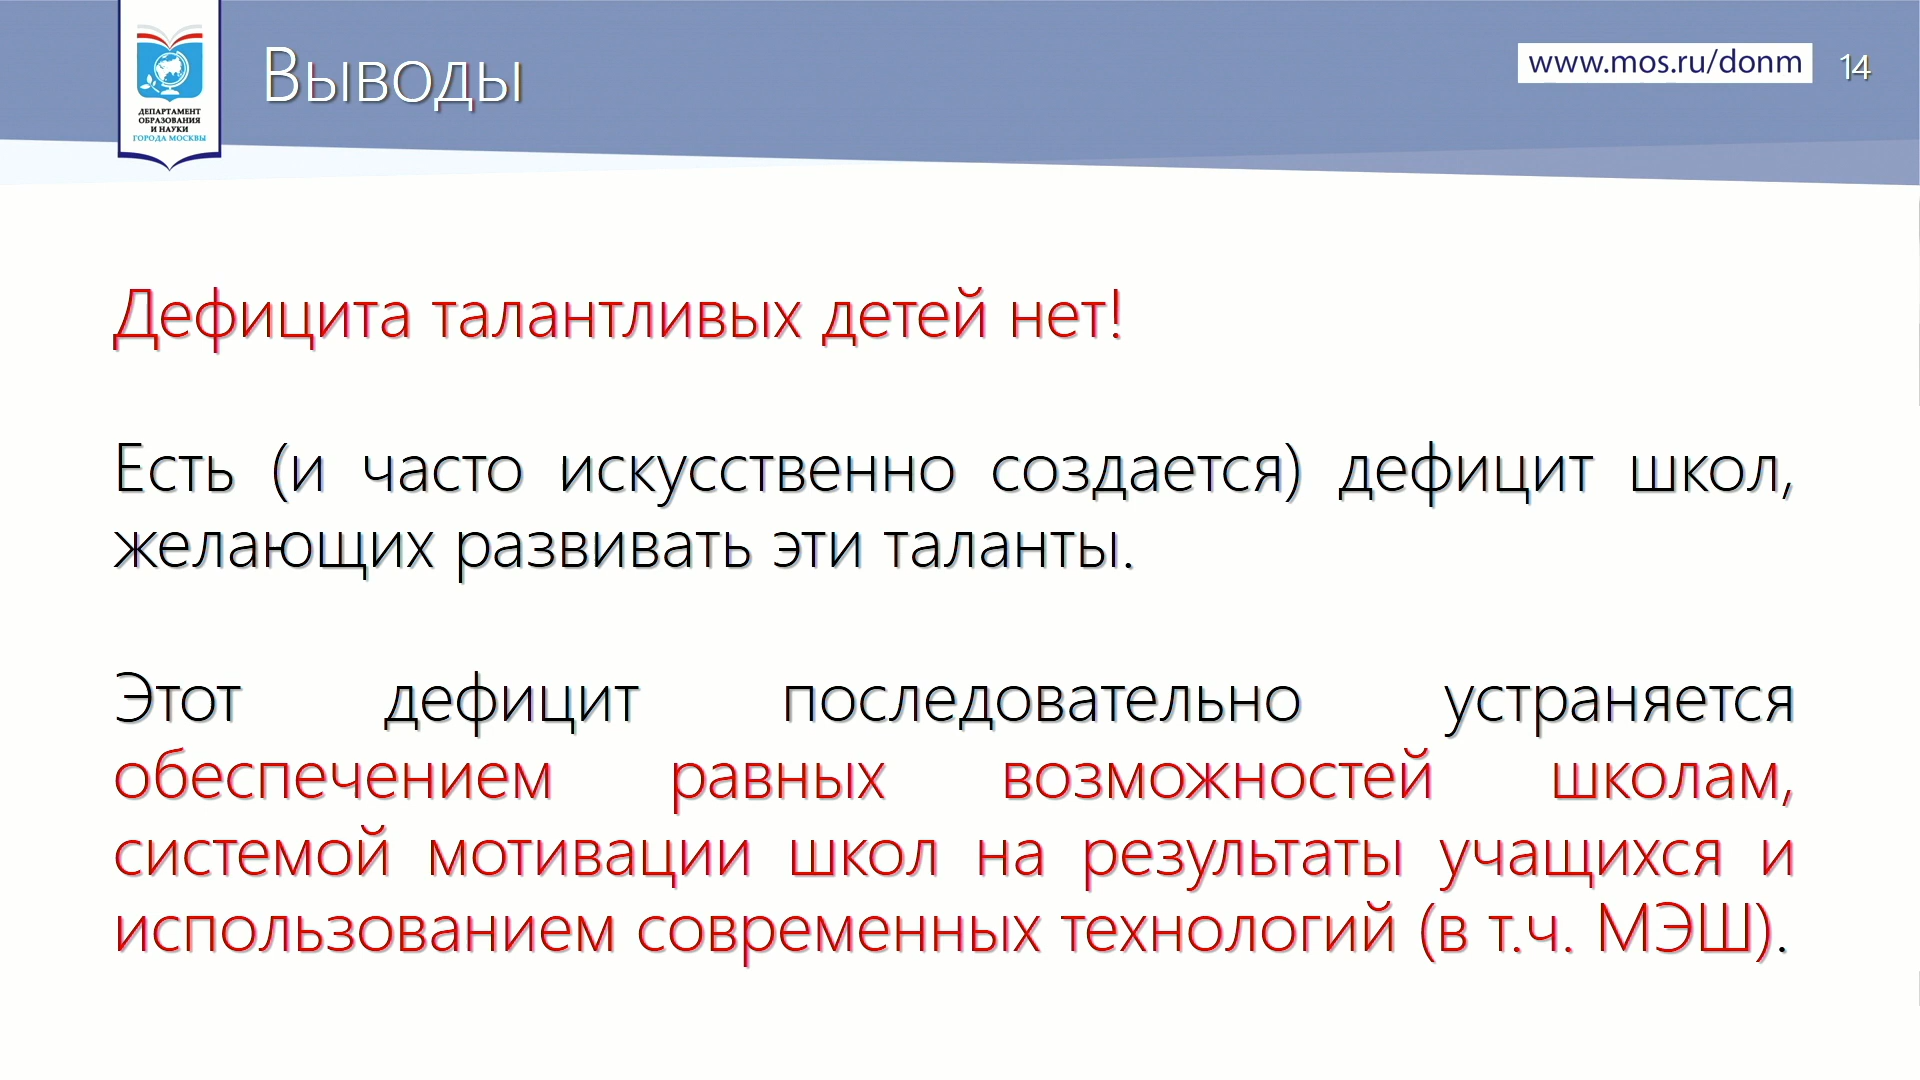 ДЕПАРТАМЕНТ
ОБРАЗОВАНИЯ
И НАУКИ
ГОРОДА МОСКВЫ
Выводы
www.mos.ru/donm
14
Дефицита талантливых детей нет!
Есть (и часто искусственно создается) дефицит школ,
желающих развивать эти таланты.
Этот дефицит последовательно устраняется
обеспечением равных возможностей школам,
системой мотивации школ на результаты учащихся и
использованием современных технологий (в т.ч. МЭШ).